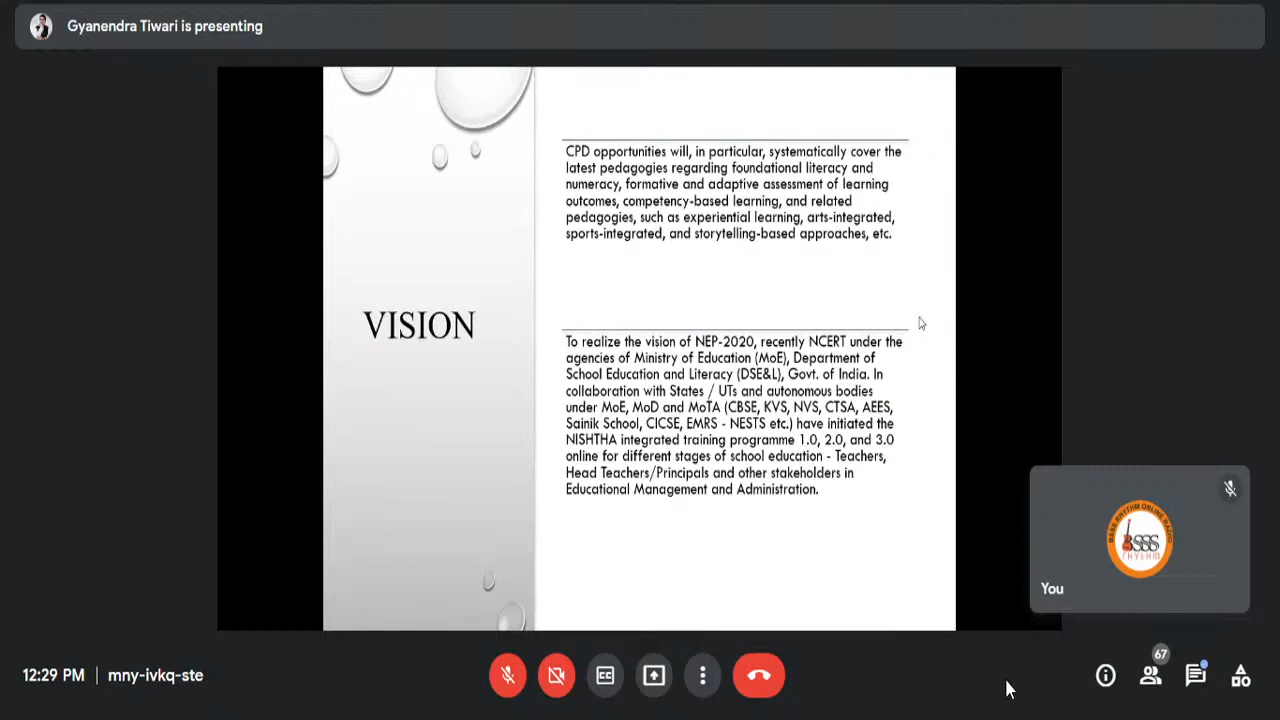 Gyanendra Tiwari is presenting
VISION
CPD opportunities will, in particular, systematically cover the
latest pedagogies regarding foundational literacy and
numeracy, formative and adaptive assessment of learning
outcomes, competency-based learning, and related
pedagogies, such as experiential learning, arts-integrated,
sports-integrated, and storytelling-based approaches, etc.
To realize the vision of NEP-2020, recently NCERT under the
agencies of Ministry of Education (MoE), Department of
School Education and Literacy (DSE&L), Govt. of India. In
collaboration with States / UTs and autonomous bodies
under MoE, MoD and MoTA (CBSE, KVS, NVS, CTSA, AEES,
Sainik School, CICSE, EMRS - NESTS etc.) have initiated the
NISHTHA integrated training programme 1.0, 2.0, and 3.0
online for different stages of school education - Teachers,
Head Teachers/Principals and other stakeholders in
Educational Management and Administration.
BSSS RHYTHM ONLINE RADIO
BSSS
RHYTHM
You
12:29 PM | mny-ivkq-ste
CC
67